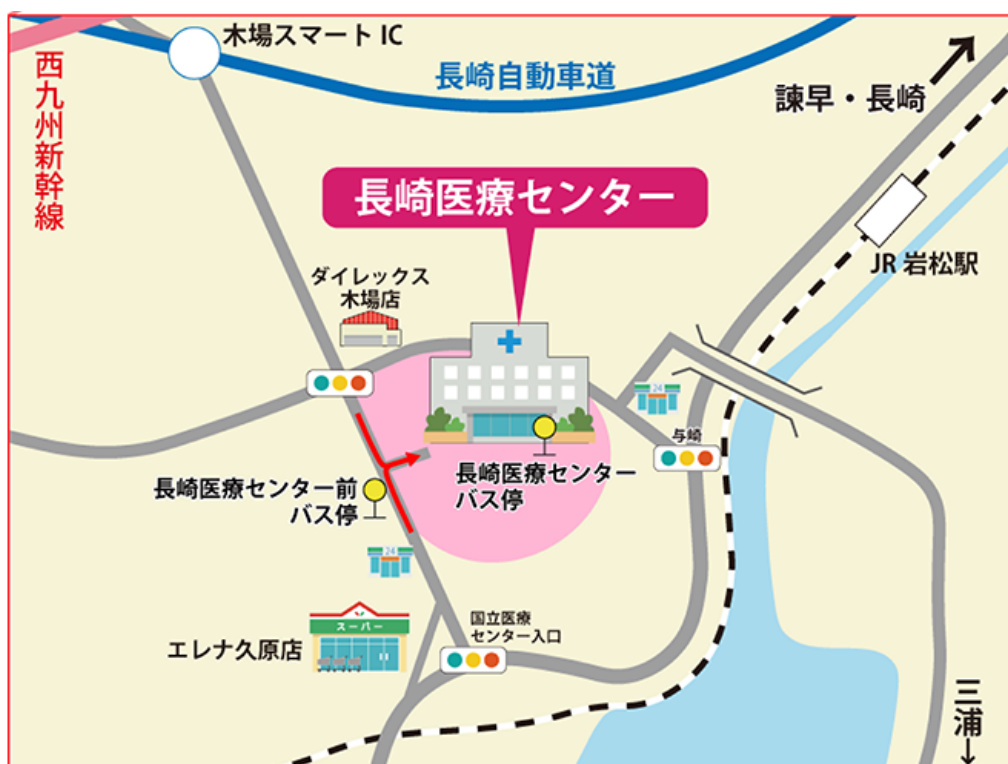 木場スマートIC
長崎自動車道
西九州新幹線
諫早・長崎
長崎医療センター
JR 岩松駅
ダイレックス
木場店
24
与崎
長崎医療センター
バス停
長崎医療センター前
バス停
24
スーパー
エレナ久原店
国立医療
センター入口
三浦↓